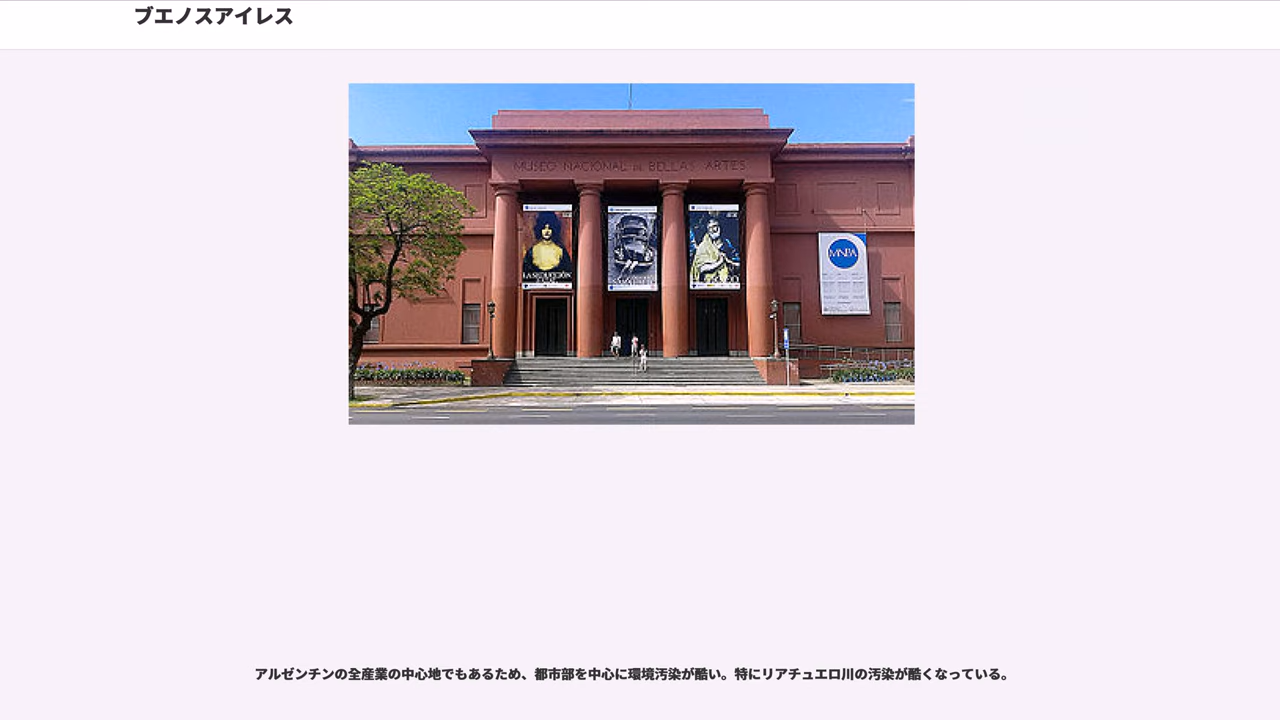 ブエノスアイレス
MUSEO NACIONAL DE BELLAS ARTES
LA SEDUCCIÓN
MNBA
アルゼンチンの全産業の中心地でもあるため、都市部を中心に環境汚染が酷い。特にリアチュエロ川の汚染が酷くなっている。